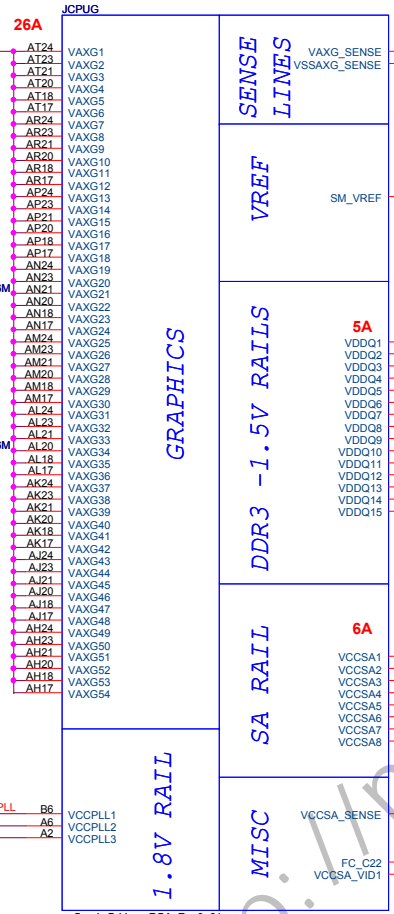 JCPUG
26A
AT24 VAXG1
AT23 VAXG2
AT21 VAXG3
AT20 VAXG4
AT18 VAXG5
AT17 VAXG6
AR24 VAXG7
AR23 VAXG8
AR21 VAXG9
AR20 VAXG10
AR18 VAXG11
AR17 VAXG12
AP24 VAXG13
AP23 VAXG14
AP21 VAXG15
AP20 VAXG16
AP18 VAXG17
AP17 VAXG18
AN24 VAXG19
AN23 VAXG20
AN21 VAXG21
AN20 VAXG22
AN18 VAXG23
AN17 VAXG24
AM24 VAXG25
AM23 VAXG26
AM21 VAXG27
AM20 VAXG28
AM18 VAXG29
AM17 VAXG30
AL24 VAXG31
AL23 VAXG32
AL21 VAXG33
AL20 VAXG34
AL18 VAXG35
AL17 VAXG36
AK24 VAXG37
AK23 VAXG38
AK21 VAXG39
AK20 VAXG40
AK18 VAXG41
AK17 VAXG42
AJ24 VAXG43
AJ23 VAXG44
AJ21 VAXG45
AJ20 VAXG46
AJ18 VAXG47
AJ17 VAXG48
AH24 VAXG49
AH23 VAXG50
AH21 VAXG51
AH20 VAXG52
AH18 VAXG53
AH17 VAXG54
GRAPHICS
B6 VCCPLL1
A6 VCCPLL2
A2 VCCPLL3
1.8V RAIL
SENSE
LINES
VAXG_SENSE
VSSAXG_SENSE
VREF
SM_VREF
DDR3 -1.5V RAILS
5A
VDDQ1
VDDQ2
VDDQ3
VDDQ4
VDDQ5
VDDQ6
VDDQ7
VDDQ8
VDDQ9
VDDQ10
VDDQ11
VDDQ12
VDDQ13
VDDQ14
VDDQ15
SA RAIL
6A
VCCSA1
VCCSA2
VCCSA3
VCCSA4
VCCSA5
VCCSA6
VCCSA7
VCCSA8
MISC
VCCSA_SENSE
FC_C22
VCCSA_VID1